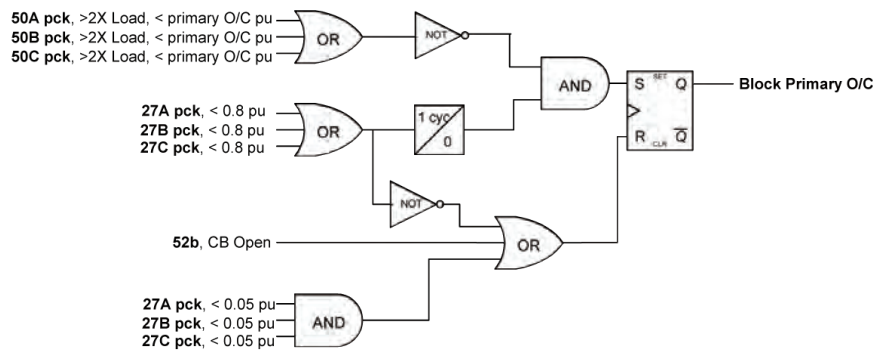 50A pck, >2X Load, < primary O/C pu
50B pck, >2X Load, < primary O/C pu
50C pck, >2X Load, < primary O/C pu
OR
NOT
AND
S SET Q
R CLR Q̅
Block Primary O/C
27A pck, < 0.8 pu
27B pck, < 0.8 pu
27C pck, < 0.8 pu
OR
1 cyc
0
NOT
52b, CB Open
OR
27A pck, < 0.05 pu
27B pck, < 0.05 pu
27C pck, < 0.05 pu
AND